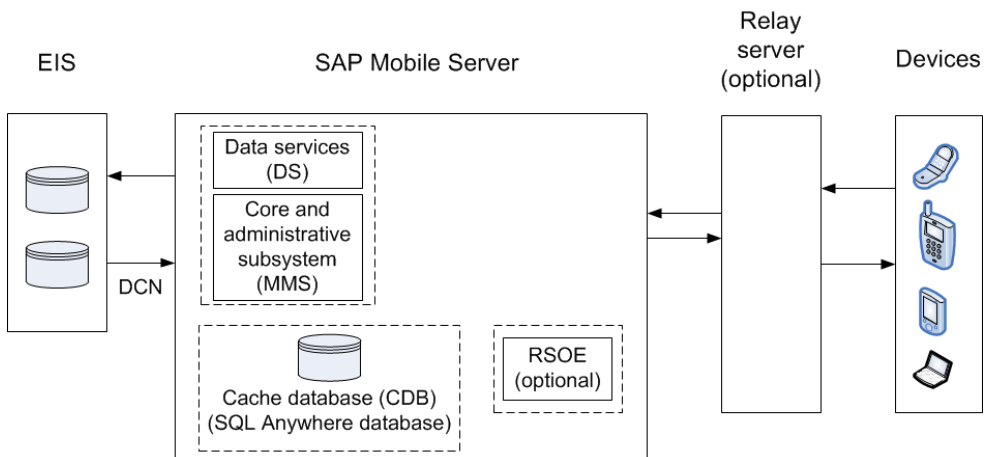 EIS
SAP Mobile Server
Relay
server
(optional)
Devices
Data services
(DS)
Core and
administrative
subsystem
(MMS)
DCN
Cache database (CDB)
(SQL Anywhere database)
RSOE
(optional)